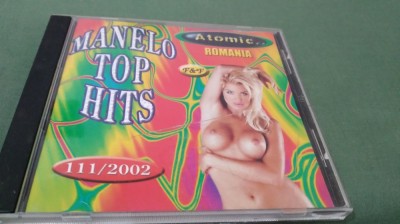 MANELO
TOP
HITS
Atomic..
ROMANIA
F&F
111/2002